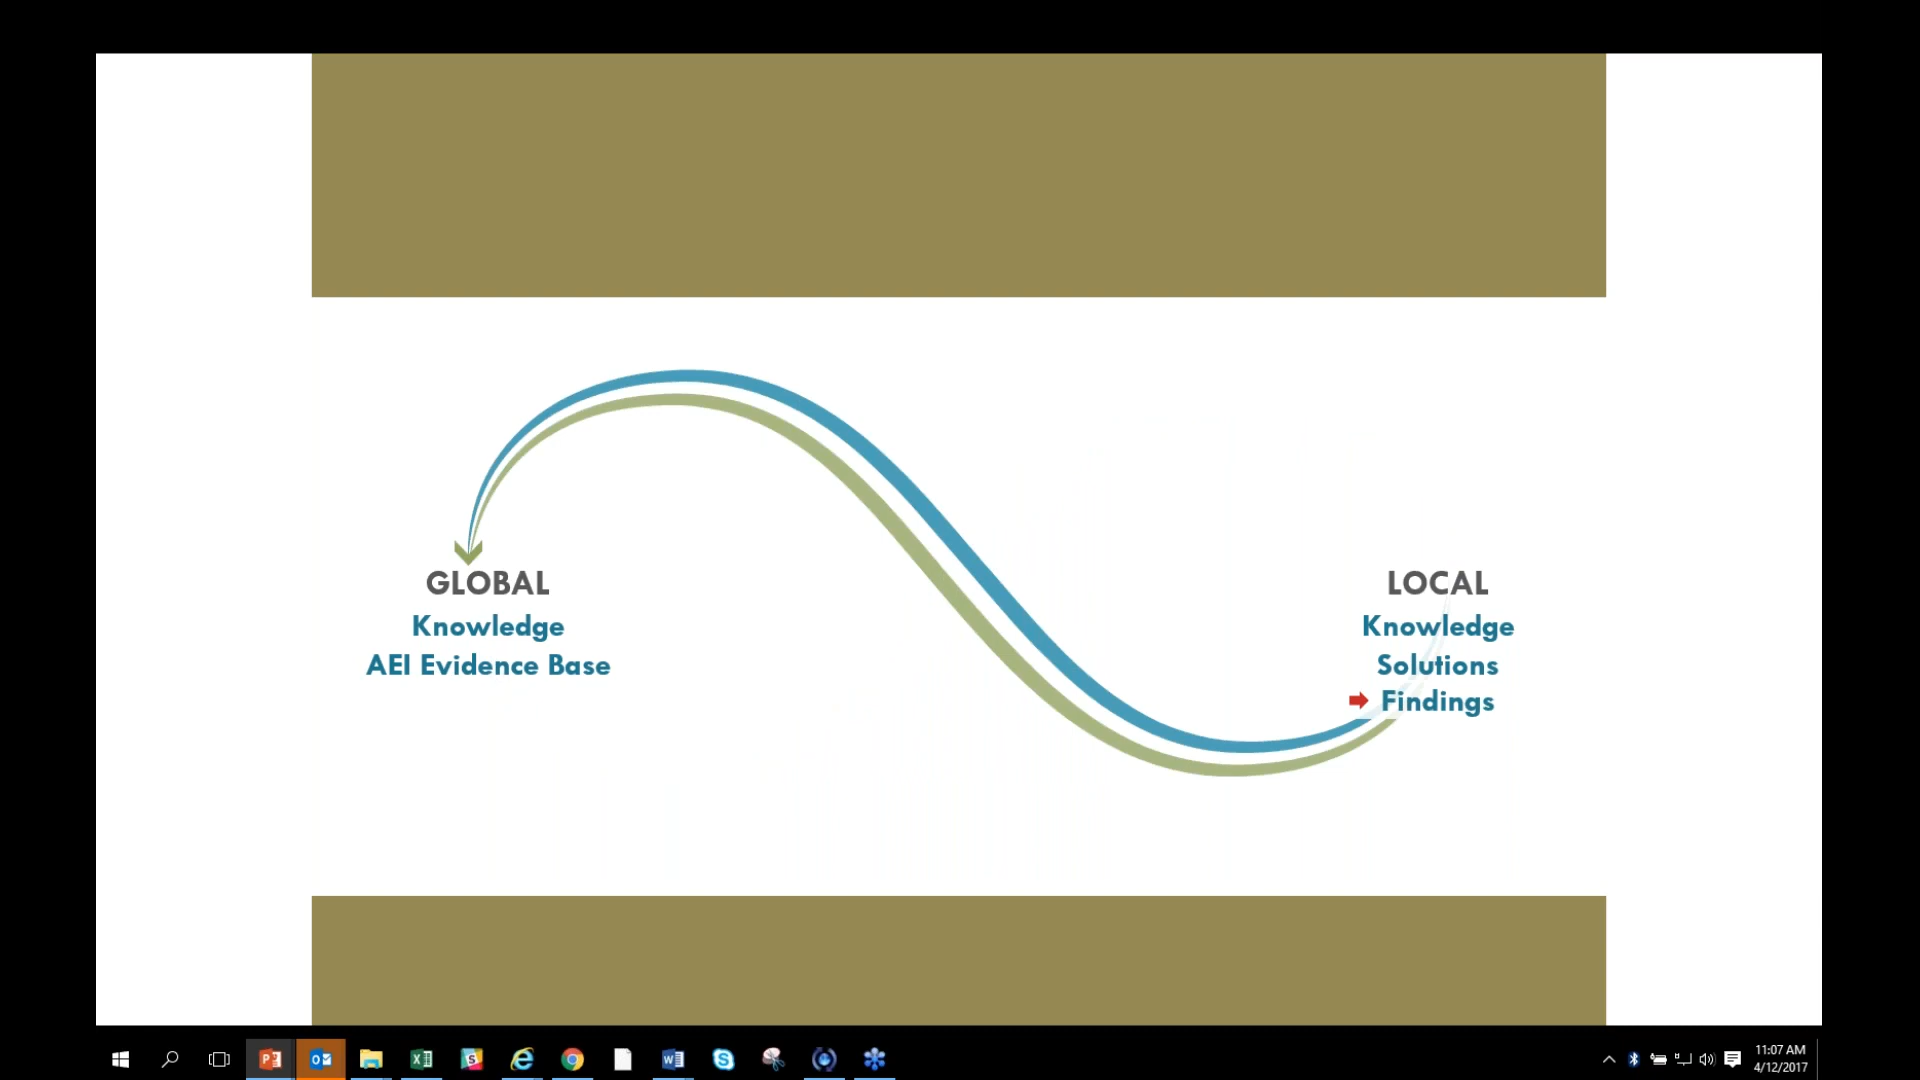 GLOBAL
Knowledge
AEI Evidence Base
LOCAL
Knowledge
Solutions
Findings
11:07 AM
4/12/2017